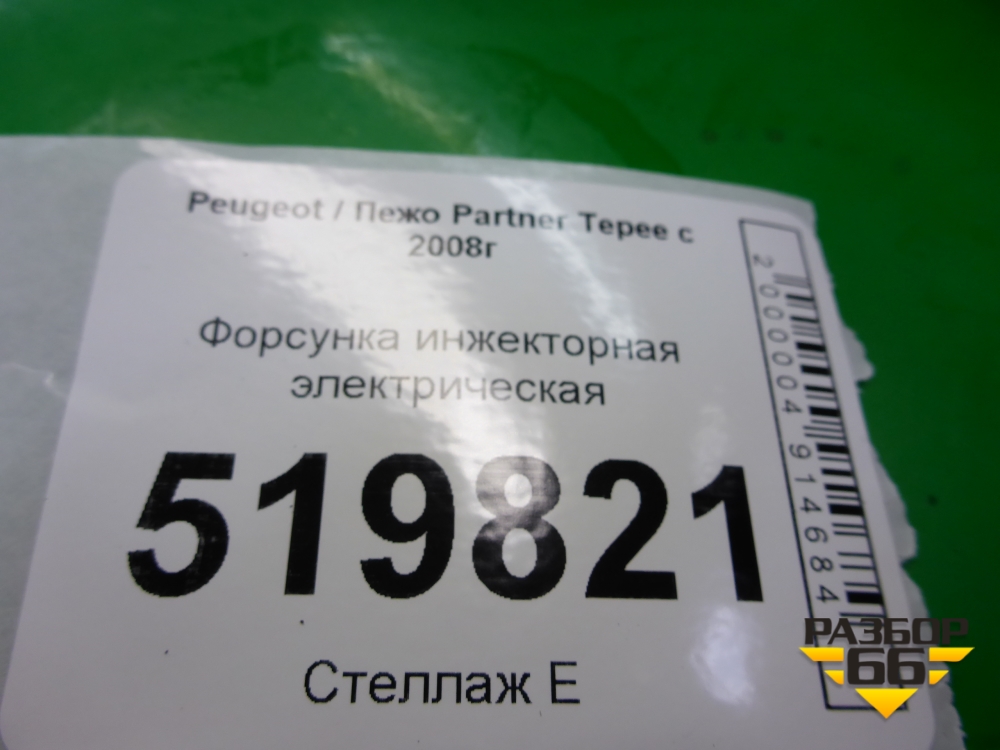 Peugeot / Пежо Partner Tepee с
2008г
Форсунка инжекторная
электрическая
519821
Стеллаж Е
2000004914684
РАЗБОР
66